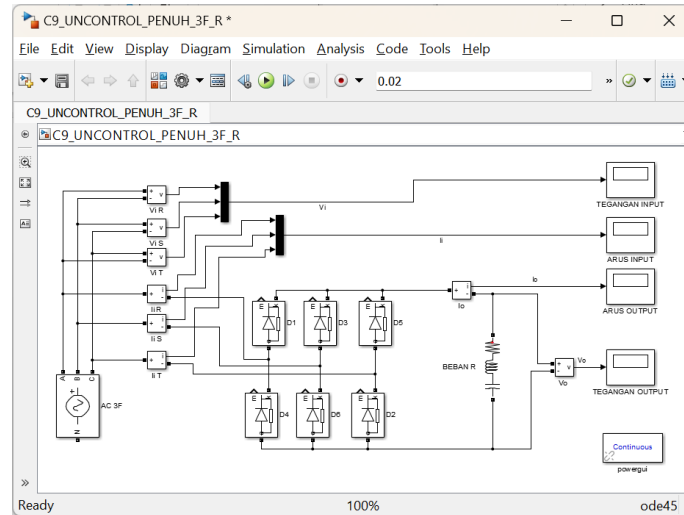 C9_UNCONTROL_PENUH_3F_R *
File Edit View Display Diagram Simulation Analysis Code Tools Help
0.02
»
C9_UNCONTROL_PENUH_3F_R
C9_UNCONTROL_PENUH_3F_R
+ - v
Vi R
+ - v
Vi S
+ - v
Vi T
Vi
TEGANGAN INPUT
Ii
ARUS INPUT
+ i -
Ii R
+ i -
Ii S
+ i -
Ii T
E D1
E D3
E D5
+ i -
Io
Io
ARUS OUTPUT
BEBAN R
+ - v
Vo
Vo
TEGANGAN OUTPUT
A B C
+
N
AC 3F
E D4
E D6
E D2
Continuous
powergui
»
Ready 100% ode45